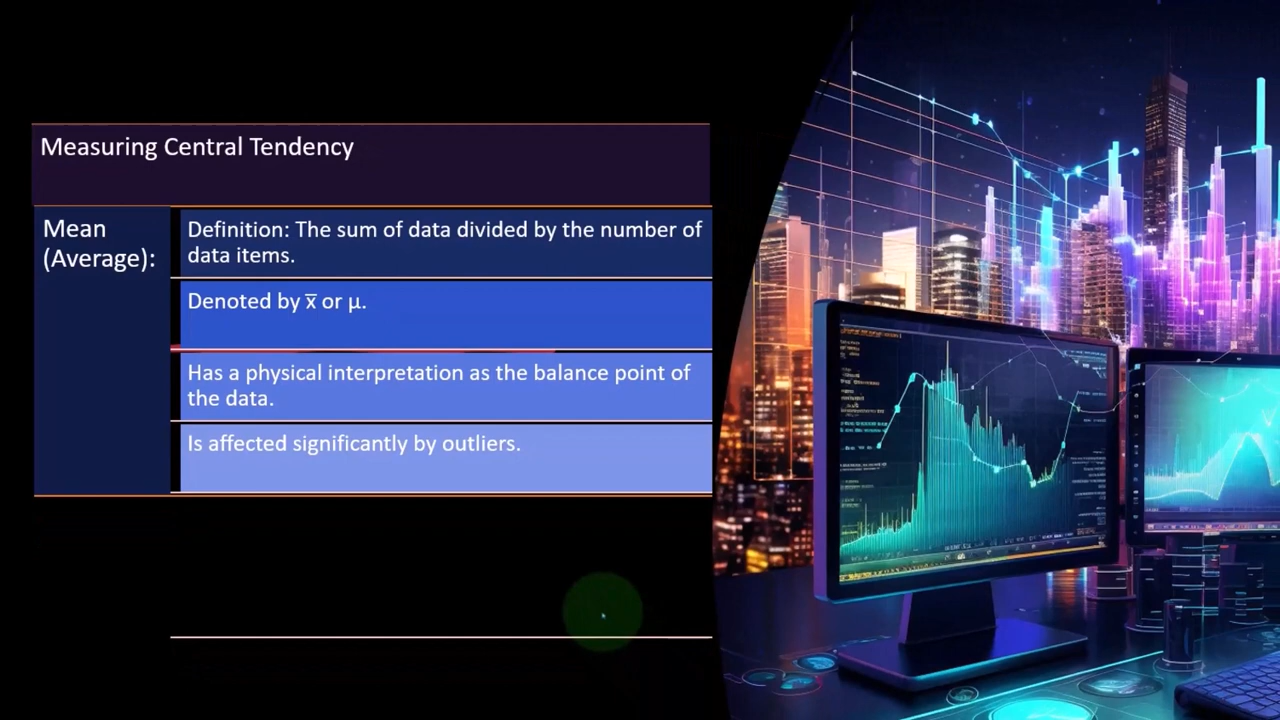 Measuring Central Tendency
Mean
(Average):
Definition: The sum of data divided by the number of
data items.
Denoted by x̅ or μ.
Has a physical interpretation as the balance point of
the data.
Is affected significantly by outliers.